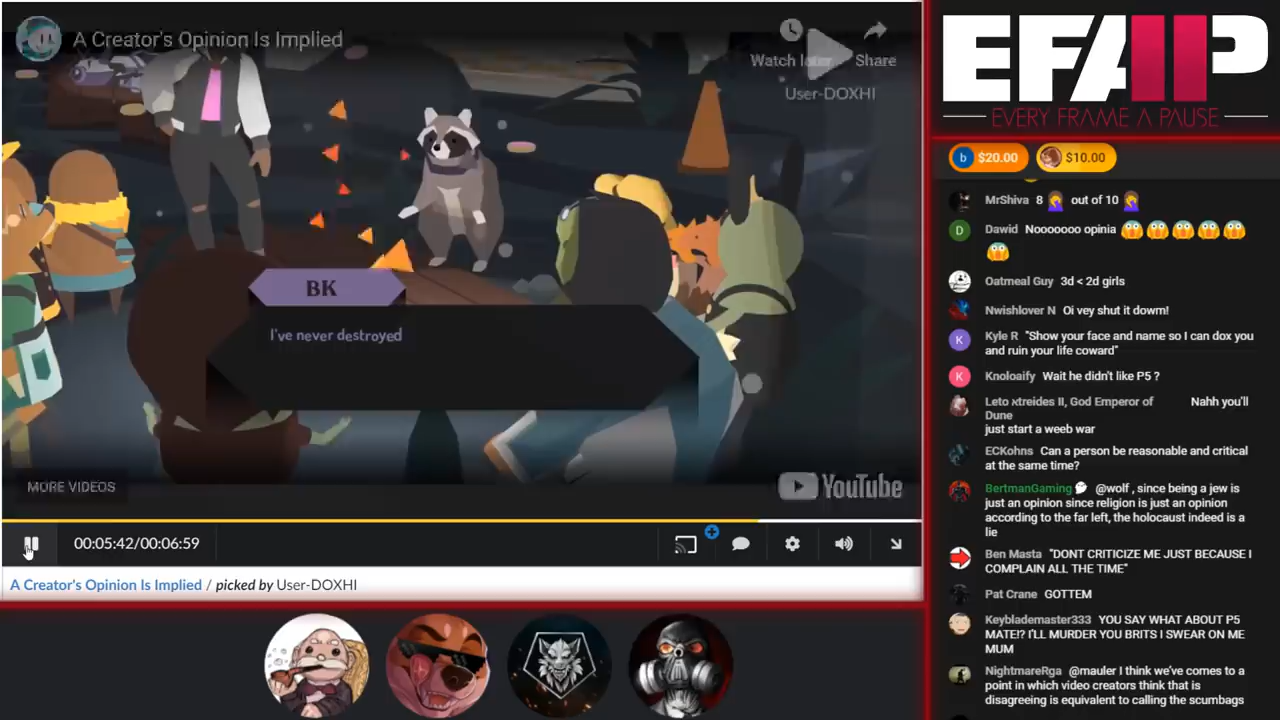 A Creator's Opinion Is Implied
Watch later
Share
User-DOXHI
BK
I've never destroyed
MORE VIDEOS
YouTube
00:05:42/00:06:59
A Creator's Opinion Is Implied / picked by User-DOXHI
EFAP
EVERY FRAME A PAUSE
b $20.00
$10.00
MrShiva 8 🤦 out of 10 🤦
D Dawid Nooooooo opinia 😱😱😱😱😱
😱
Oatmeal Guy 3d < 2d girls
Nwishlover N Oi vey shut it dowm!
K Kyle R "Show your face and name so I can dox you
and ruin your life coward"
K Knoloaify Wait he didn't like P5 ?
Leto xtreides II, God Emperor of Nahh you'll
Dune
just start a weeb war
ECKohns Can a person be reasonable and critical
at the same time?
BertmanGaming @wolf , since being a jew is
just an opinion since religion is just an opinion
according to the far left, the holocaust indeed is a
lie
Ben Masta "DONT CRITICIZE ME JUST BECAUSE I
COMPLAIN ALL THE TIME"
Pat Crane GOTTEM
Keyblademaster333 YOU SAY WHAT ABOUT P5
MATE!? I'LL MURDER YOU BRITS I SWEAR ON ME
MUM
NightmareRga @mauler I think we've comes to a
point in which video creators think that is
disagreeing is equivalent to calling the scumbags